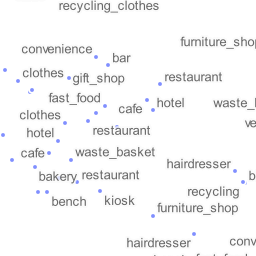 recycling_clothes
furniture_shop
convenience
bar
clothes
gift_shop
restaurant
fast_food
cafe
hotel
waste_
clothes
restaurant
ve
hotel
cafe
waste_basket
hairdresser
bakery
restaurant
b
recycling
bench
kiosk
furniture_shop
hairdresser
conv